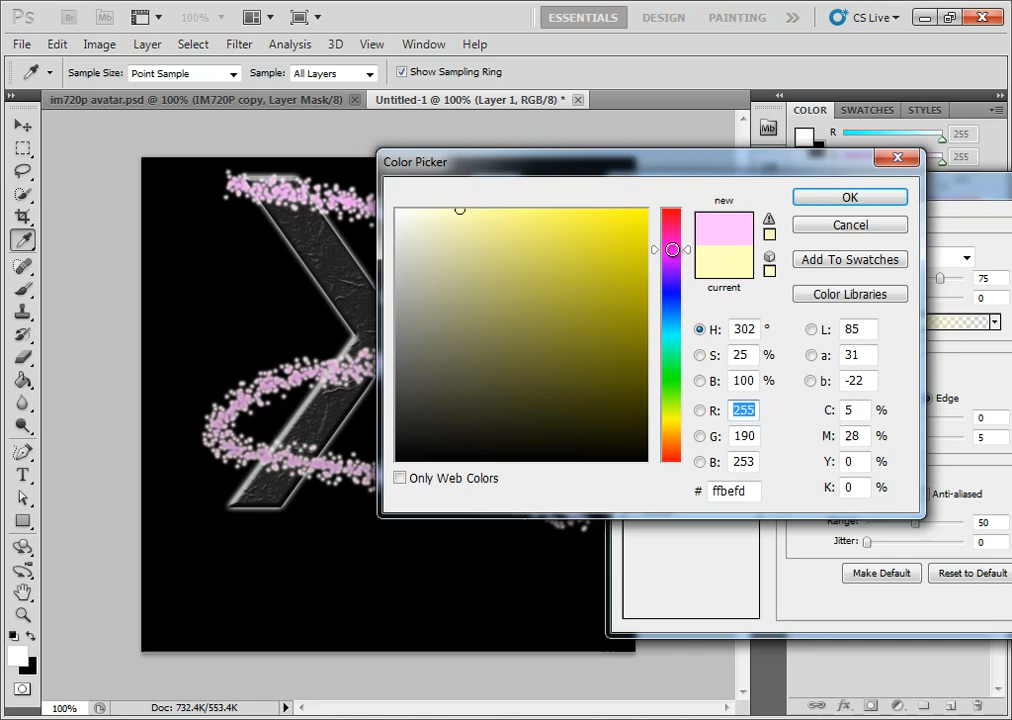 Ps Br Mb 100% ESSENTIALS DESIGN PAINTING CS Live
File Edit Image Layer Select Filter Analysis 3D View Window Help
Sample Size: Point Sample Sample: All Layers Show Sampling Ring
im720p avatar.psd @ 100% (IM720P copy, Layer Mask/8) Untitled-1 @ 100% (Layer 1, RGB/8) *
COLOR SWATCHES STYLES
Mb
R 255
255
Color Picker
new
current
OK
Cancel
Add To Swatches
Color Libraries
H: 302 ° L: 85
S: 25 % a: 31
B: 100 % b: -22
R: 255 C: 5 %
G: 190 M: 28 %
B: 253 Y: 0 %
# ffbefd K: 0 %
Only Web Colors
75
0
Edge
0
5
Anti-aliased
Range: 50
Jitter: 0
Make Default Reset to Default
T
100% Doc: 732.4K/553.4K
fx